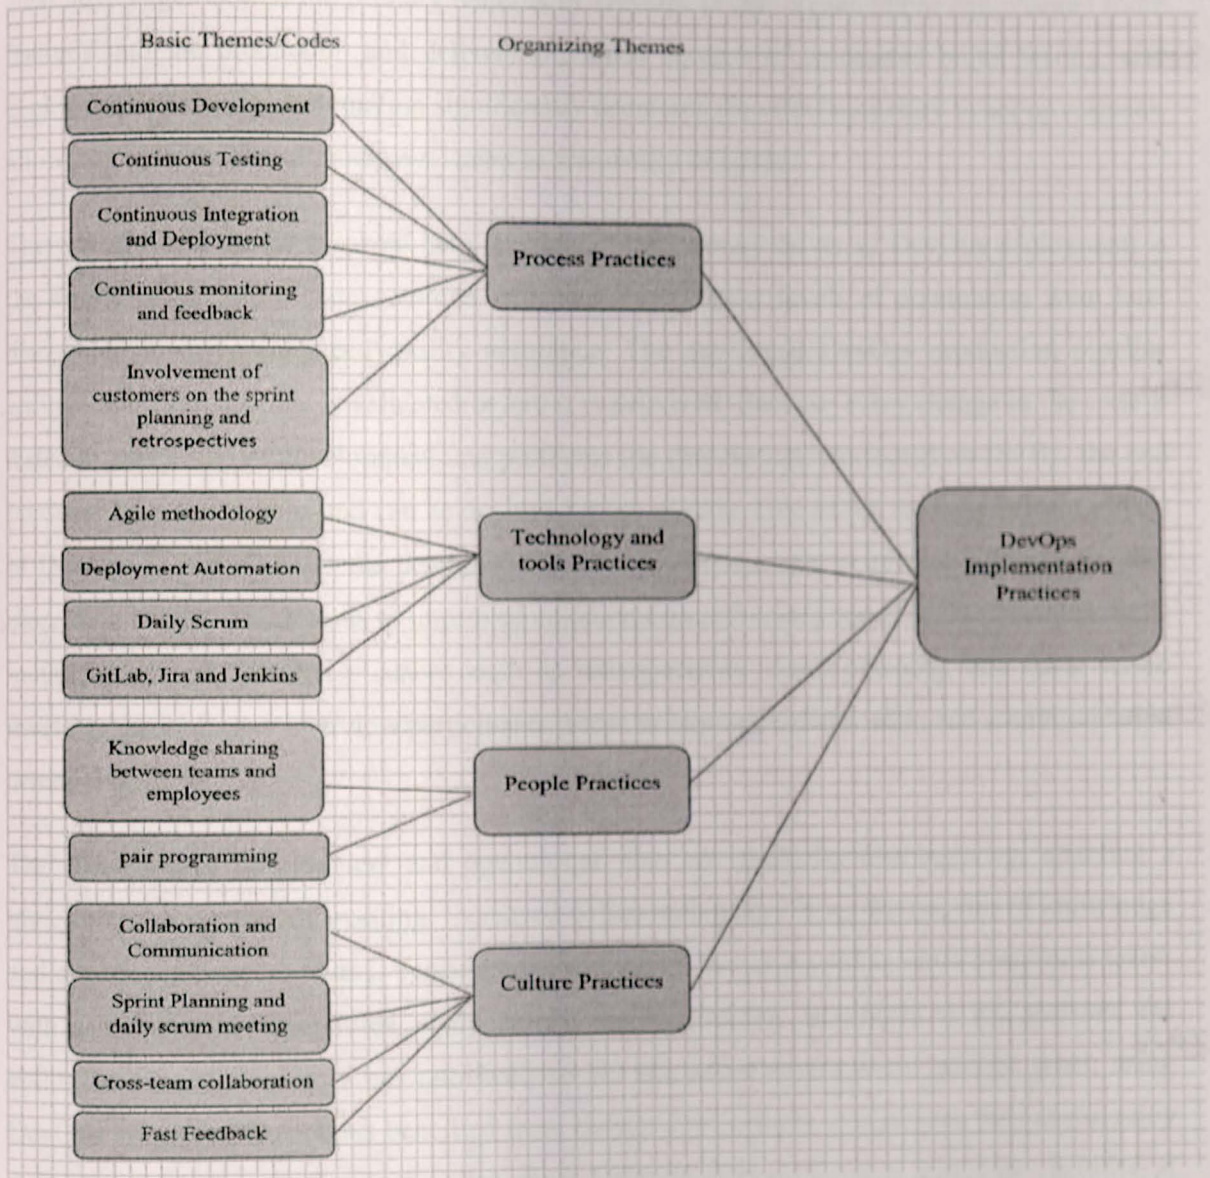 Basic Themes/Codes
Organizing Themes
Continuous Development
Continuous Testing
Continuous Integration
and Deployment
Continuous monitoring
and feedback
Involvement of
customers on the sprint
planning and
retrospectives
Process Practices
Agile methodology
Deployment Automation
Daily Scrum
GitLab, Jira and Jenkins
Technology and
tools Practices
Knowledge sharing
between teams and
employees
pair programming
People Practices
Collaboration and
Communication
Sprint Planning and
daily scrum meeting
Cross-team collaboration
Fast Feedback
Culture Practices
DevOps
Implementation
Practices